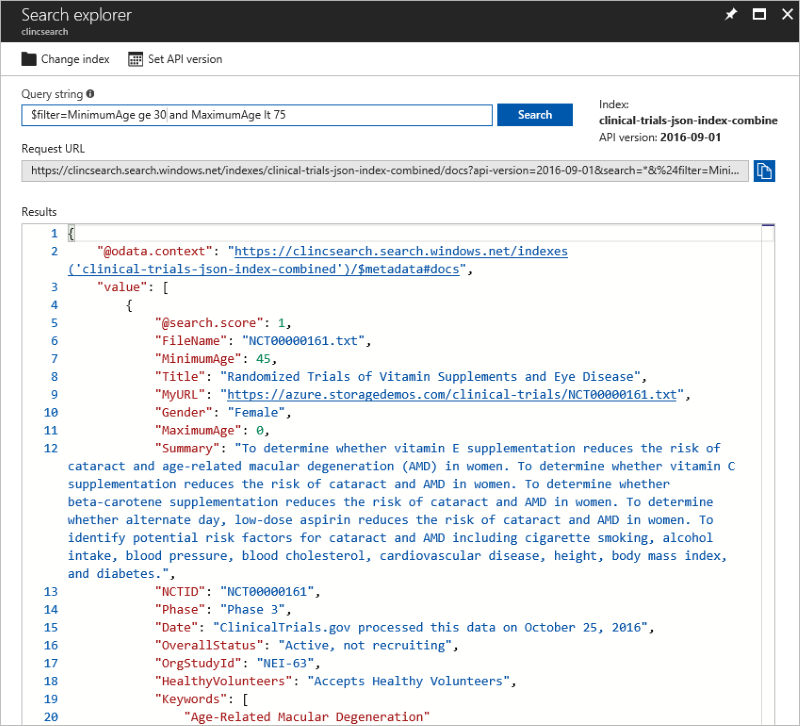 Search explorer
clincsearch
Change index
Set API version
Query string
$filter=MinimumAge ge 30 and MaximumAge lt 75
Search
Index:
clinical-trials-json-index-combine
API version: 2016-09-01
Request URL
https://clincsearch.search.windows.net/indexes/clinical-trials-json-index-combined/docs?api-version=2016-09-01&search=*&%24filter=Mini...
Results
1 {
2 "@odata.context": "https://clincsearch.search.windows.net/indexes
('clinical-trials-json-index-combined')/$metadata#docs",
3 "value": [
4 {
5 "@search.score": 1,
6 "FileName": "NCT00000161.txt",
7 "MinimumAge": 45,
8 "Title": "Randomized Trials of Vitamin Supplements and Eye Disease",
9 "MyURL": "https://azure.storagedemos.com/clinical-trials/NCT00000161.txt",
10 "Gender": "Female",
11 "MaximumAge": 0,
12 "Summary": "To determine whether vitamin E supplementation reduces the risk of
cataract and age-related macular degeneration (AMD) in women. To determine whether vitamin C
supplementation reduces the risk of cataract and AMD in women. To determine whether
beta-carotene supplementation reduces the risk of cataract and AMD in women. To determine
whether alternate day, low-dose aspirin reduces the risk of cataract and AMD in women. To
identify potential risk factors for cataract and AMD including cigarette smoking, alcohol
intake, blood pressure, blood cholesterol, cardiovascular disease, height, body mass index,
and diabetes.",
13 "NCTID": "NCT00000161",
14 "Phase": "Phase 3",
15 "Date": "ClinicalTrials.gov processed this data on October 25, 2016",
16 "OverallStatus": "Active, not recruiting",
17 "OrgStudyId": "NEI-63",
18 "HealthyVolunteers": "Accepts Healthy Volunteers",
19 "Keywords": [
20 "Age-Related Macular Degeneration"